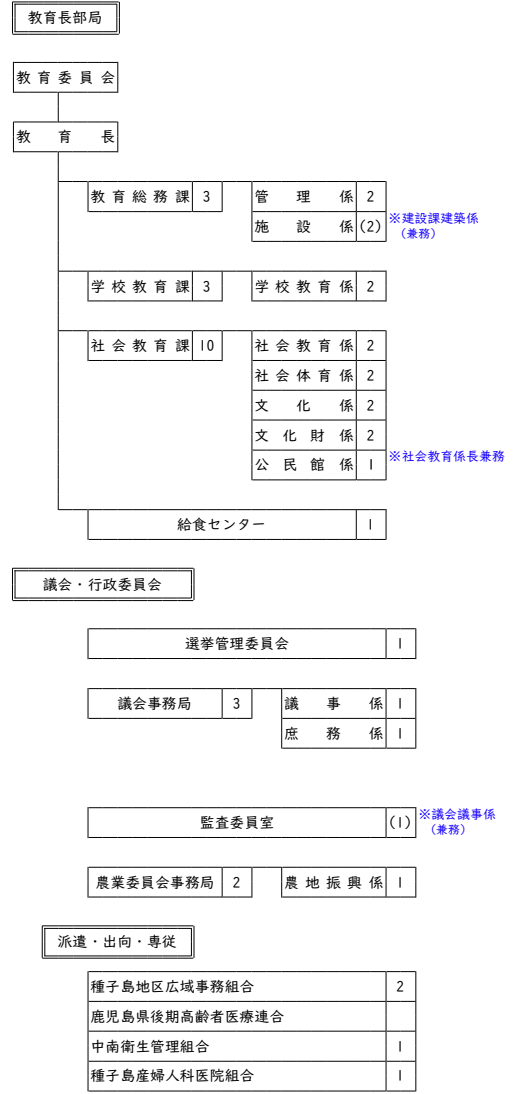 教育長部局
教育委員会
教育長
教育総務課 3 管理係 2
施設係 (2) ※建設課建築係
(兼務)
学校教育課 3 学校教育係 2
社会教育課 10 社会教育係 2
社会体育係 2
文化係 2
文化財係 2
公民館係 1 ※社会教育係長兼務
給食センター 1
議会・行政委員会
選挙管理委員会 1
議会事務局 3 議事係 1
庶務係 1
監査委員室 (1) ※議会議事係
(兼務)
農業委員会事務局 2 農地振興係 1
派遣・出向・専従
種子島地区広域事務組合 2
鹿児島県後期高齢者医療連合
中南衛生管理組合 1
種子島産婦人科医院組合 1